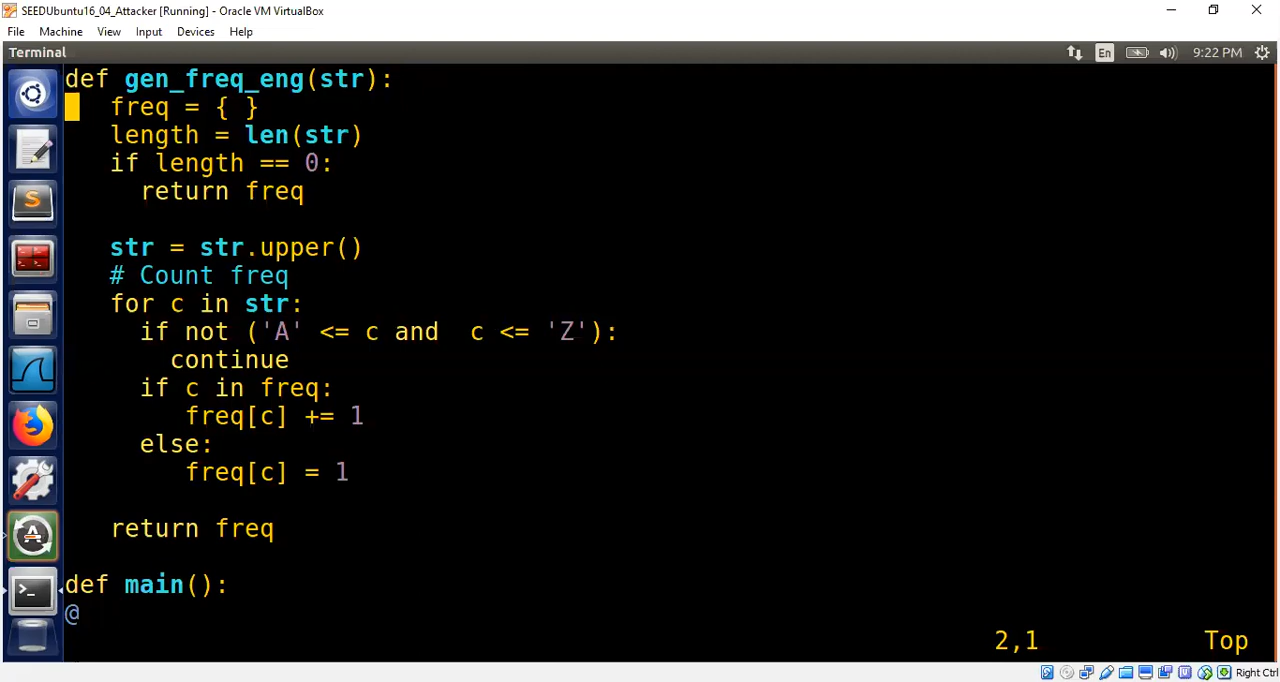 SEEDUbuntu16_04_Attacker [Running] - Oracle VM VirtualBox
File Machine View Input Devices Help
Terminal En 9:22 PM
def gen_freq_eng(str):
   freq = { }
   length = len(str)
   if length == 0:
     return freq

   str = str.upper()
   # Count freq
   for c in str:
     if not ('A' <= c and  c <= 'Z'):
       continue
     if c in freq:
        freq[c] += 1
     else:
        freq[c] = 1

   return freq

def main():
@
2,1 Top
Right Ctrl